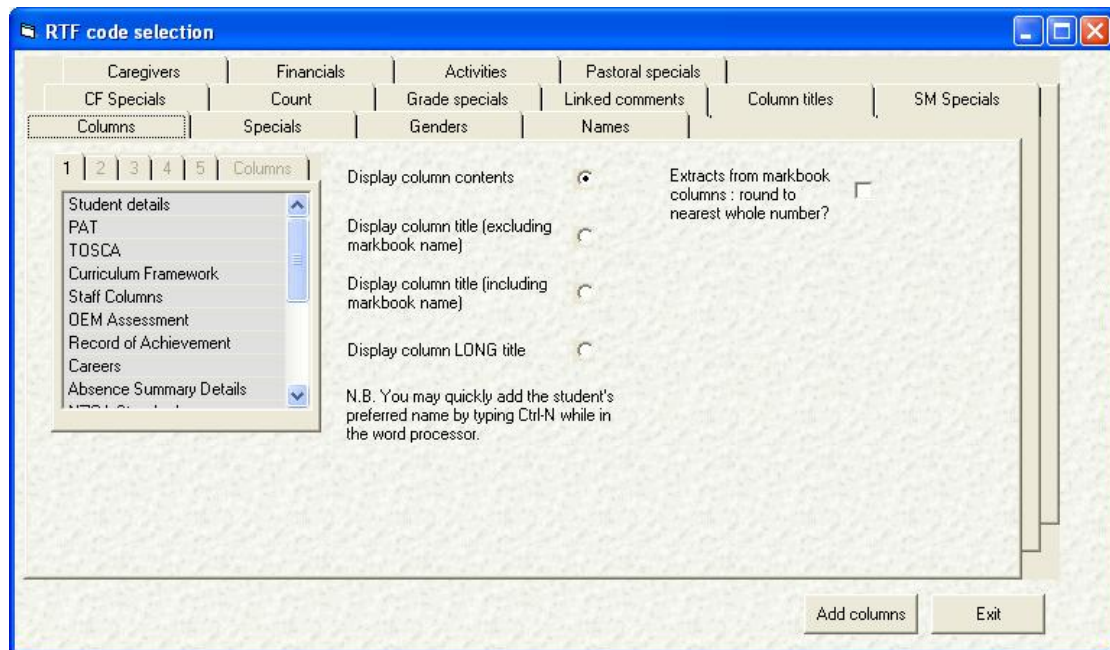 RTF code selection
Caregivers Financials Activities Pastoral specials
CF Specials Count Grade specials Linked comments Column titles SM Specials
Columns Specials Genders Names
1 2 3 4 5 Columns
Student details
PAT
TOSCA
Curriculum Framework
Staff Columns
OEM Assessment
Record of Achievement
Careers
Absence Summary Details
Display column contents
Display column title (excluding
markbook name)
Display column title (including
markbook name)
Display column LONG title
N.B. You may quickly add the student's
preferred name by typing Ctrl-N while in
the word processor.
Extracts from markbook
columns : round to
nearest whole number?
Add columns Exit